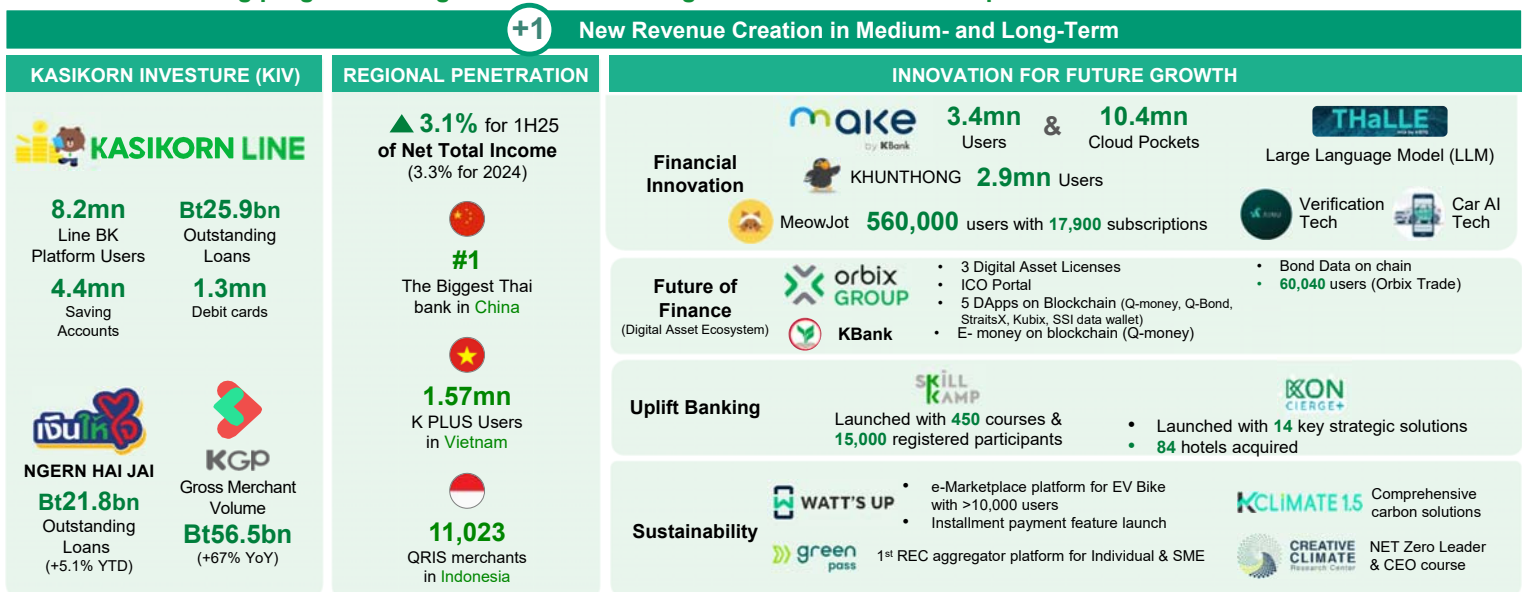 +1 New Revenue Creation in Medium- and Long-Term
KASIKORN INVESTURE (KIV)
KASIKORN LINE
8.2mn
Line BK
Platform Users
Bt25.9bn
Outstanding
Loans
4.4mn
Saving
Accounts
1.3mn
Debit cards
เงินให้ใจ
NGERN HAI JAI
Bt21.8bn
Outstanding
Loans
(+5.1% YTD)
KGP
Gross Merchant
Volume
Bt56.5bn
(+67% YoY)
REGIONAL PENETRATION
▲ 3.1% for 1H25
of Net Total Income
(3.3% for 2024)
#1
The Biggest Thai
bank in China
1.57mn
K PLUS Users
in Vietnam
11,023
QRIS merchants
in Indonesia
INNOVATION FOR FUTURE GROWTH
Financial
Innovation
make
by KBank
3.4mn
Users
&
10.4mn
Cloud Pockets
KHUNTHONG 2.9mn Users
MeowJot 560,000 users with 17,900 subscriptions
THaLLE
Large Language Model (LLM)
Verification
Tech
Car AI
Tech
Future of
Finance
(Digital Asset Ecosystem)
orbix
GROUP
• 3 Digital Asset Licenses
• ICO Portal
• 5 DApps on Blockchain (Q-money, Q-Bond,
StraitsX, Kubix, SSI data wallet)
KBank
• E- money on blockchain (Q-money)
• Bond Data on chain
• 60,040 users (Orbix Trade)
Uplift Banking
SKILL
KAMP
Launched with 450 courses &
15,000 registered participants
KON
CIERGE+
• Launched with 14 key strategic solutions
• 84 hotels acquired
Sustainability
WATT'S UP
• e-Marketplace platform for EV Bike
with >10,000 users
• Installment payment feature launch
green
pass
1st REC aggregator platform for Individual & SME
KCLIMATE 1.5
Comprehensive
carbon solutions
CREATIVE
CLIMATE
Research Center
NET Zero Leader
& CEO course